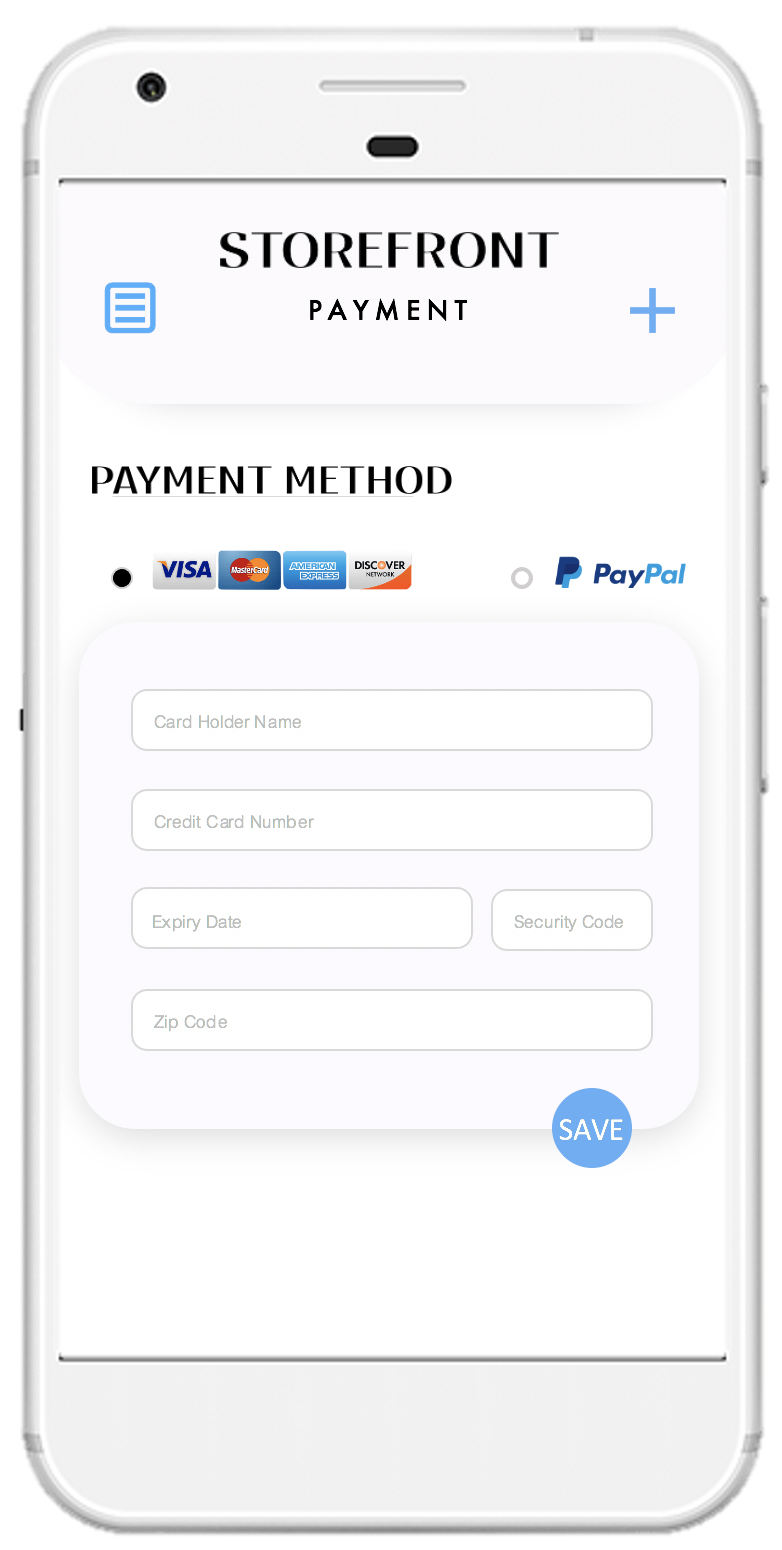 STOREFRONT
PAYMENT
PAYMENT METHOD
VISA MasterCard AMERICAN EXPRESS DISCOVER NETWORK PayPal
Card Holder Name
Credit Card Number
Expiry Date Security Code
Zip Code
SAVE